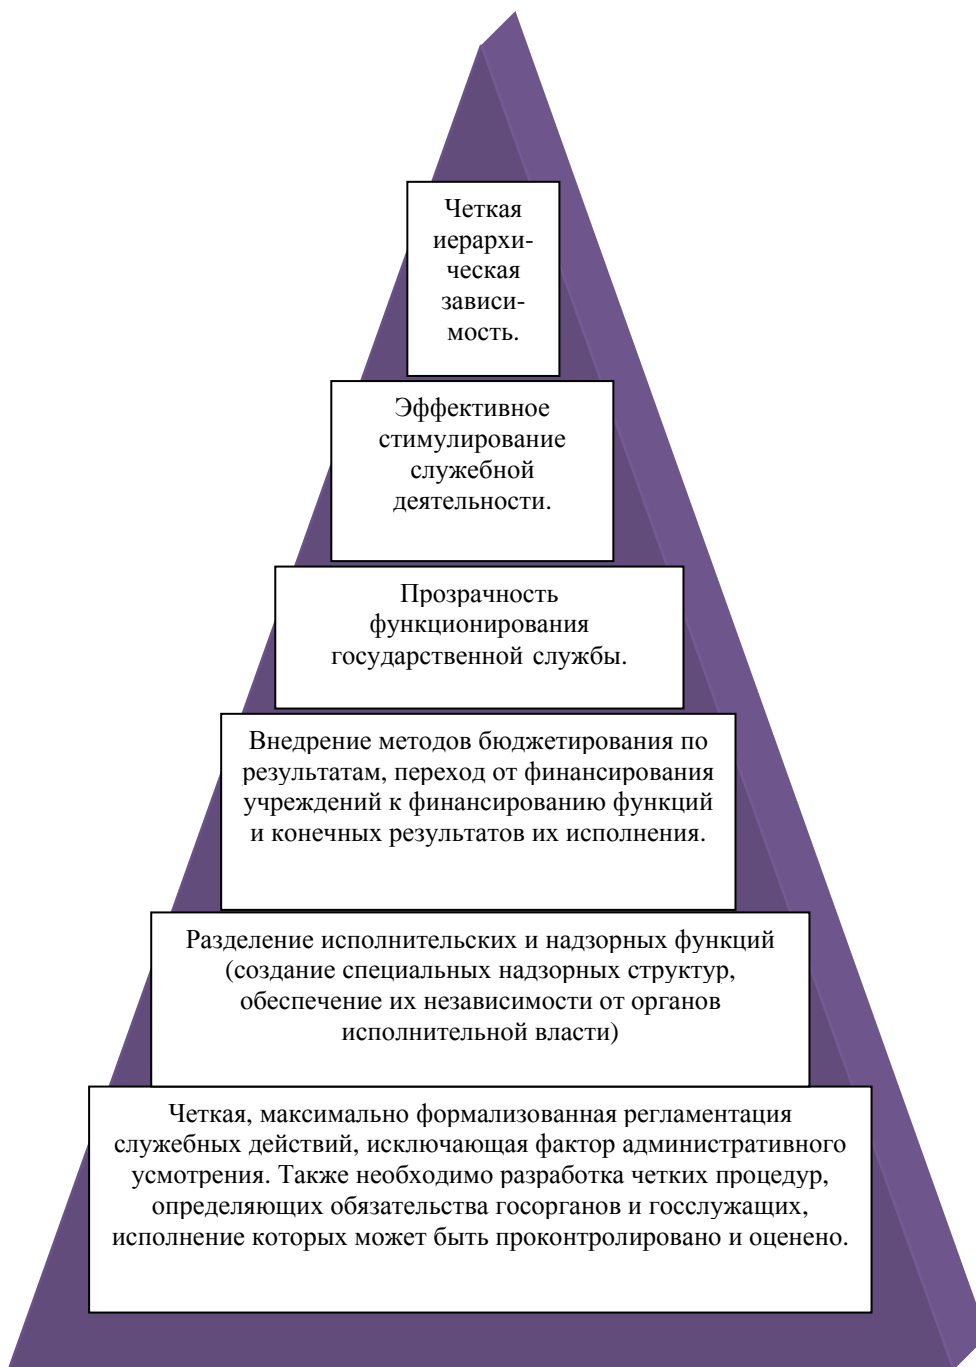 Четкая
иерархи-
ческая
зависи-
мость.
Эффективное
стимулирование
служебной
деятельности.
Прозрачность
функционирования
государственной службы.
Внедрение методов бюджетирования по
результатам, переход от финансирования
учреждений к финансированию функций
и конечных результатов их исполнения.
Разделение исполнительских и надзорных функций
(создание специальных надзорных структур,
обеспечение их независимости от органов
исполнительной власти)
Четкая, максимально формализованная регламентация
служебных действий, исключающая фактор административного
усмотрения. Также необходимо разработка четких процедур,
определяющих обязательства госорганов и госслужащих,
исполнение которых может быть проконтролировано и оценено.